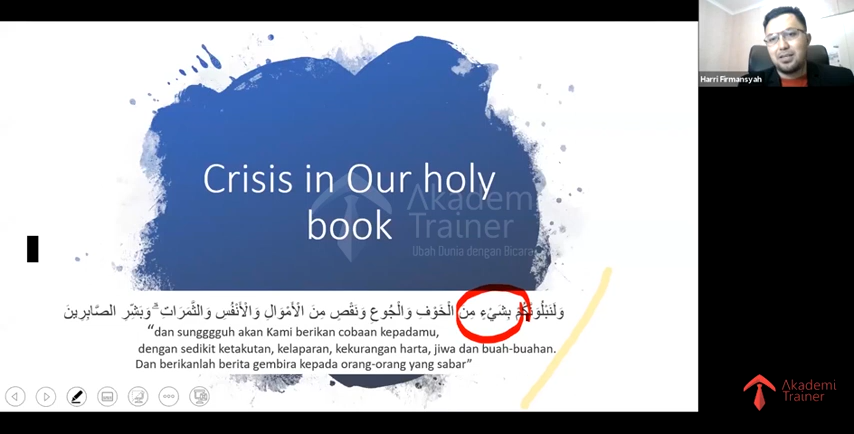 Harri Firmansyah
Crisis in Our holy
book
Akademi
Trainer
Ubah Dunia dengan Bicara
وَلَنَبْلُوَنَّكُمْ بِشَيْءٍ مِنَ الْخَوْفِ وَالْجُوعِ وَنَقْصٍ مِنَ الْأَمْوَالِ وَالْأَنْفُسِ وَالثَّمَرَاتِ ۗ وَبَشِّرِ الصَّابِرِينَ
“dan sungggguh akan Kami berikan cobaan kepadamu,
dengan sedikit ketakutan, kelaparan, kekurangan harta, jiwa dan buah-buahan.
Dan berikanlah berita gembira kepada orang-orang yang sabar”
Akademi
Trainer